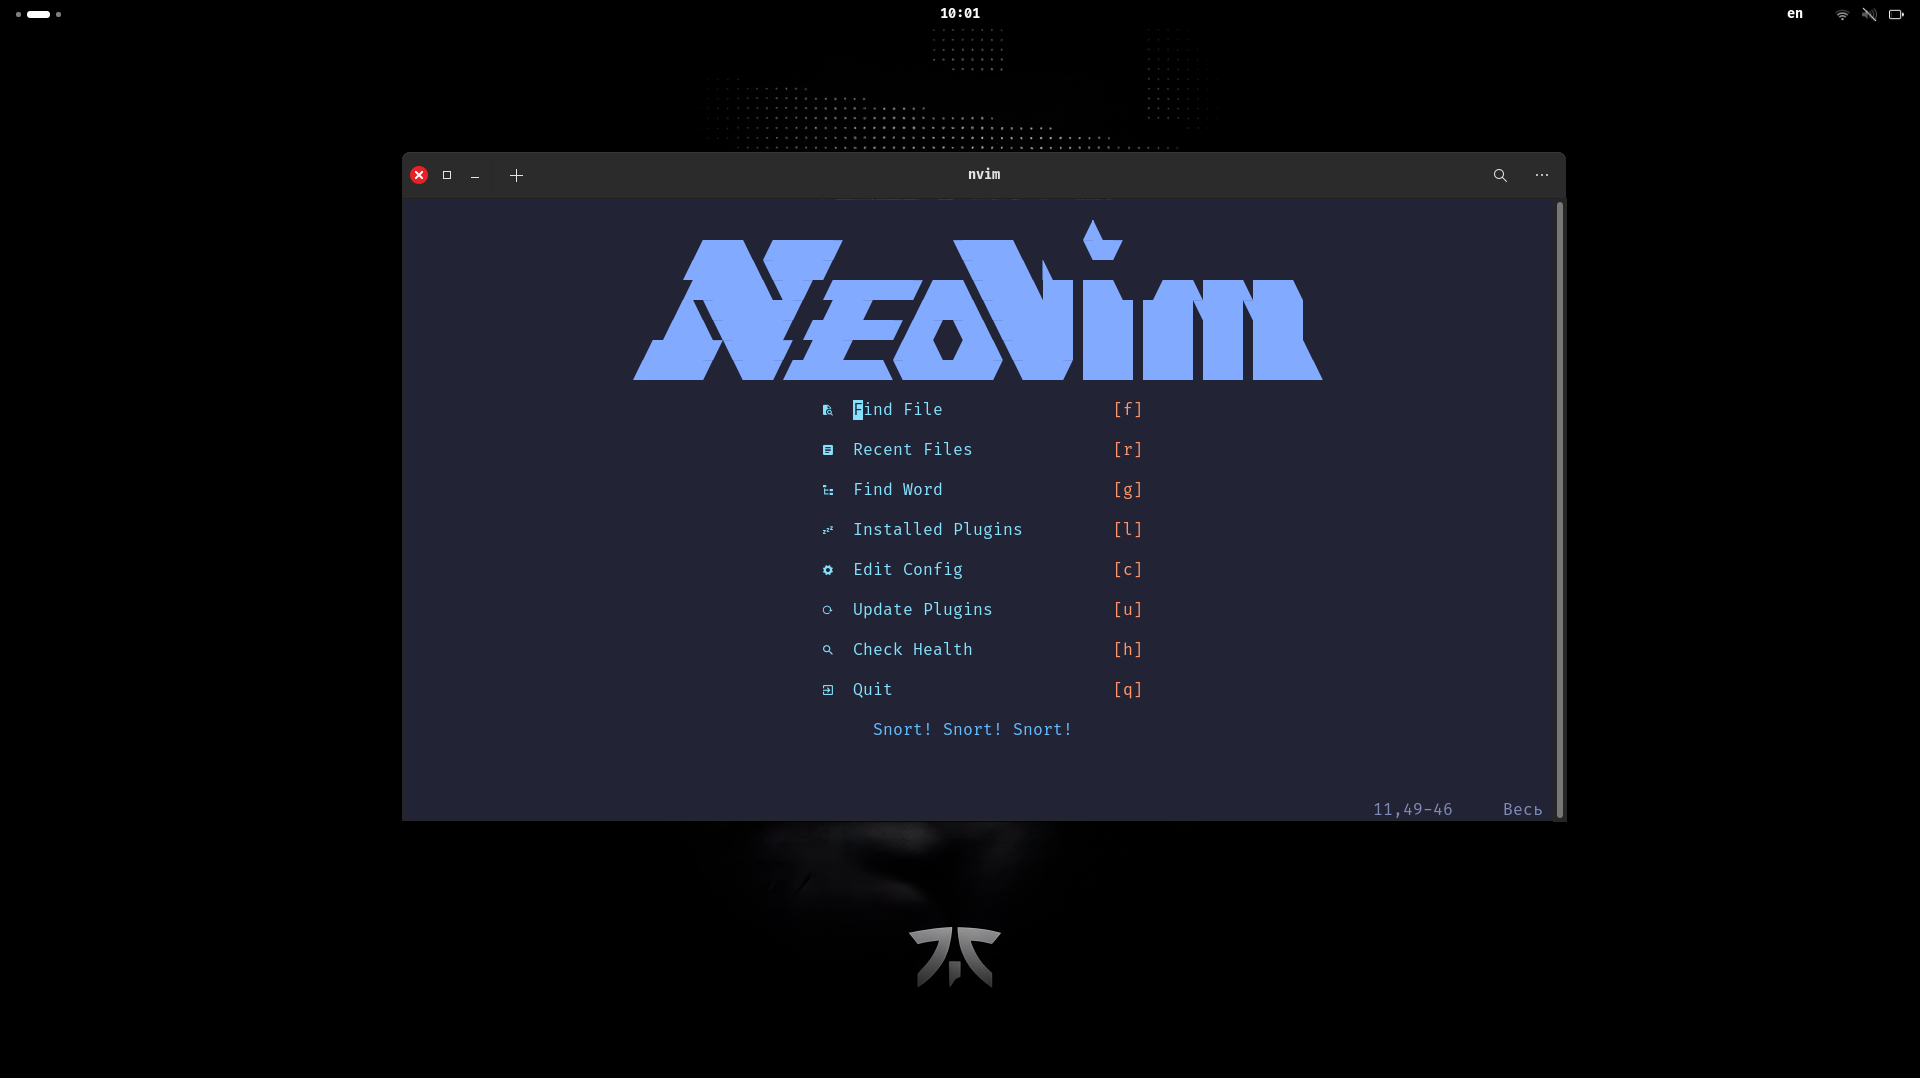 10:01
en
nvim
NEOVim
Find File [f]
Recent Files [r]
Find Word [g]
Installed Plugins [l]
Edit Config [c]
Update Plugins [u]
Check Health [h]
Quit [q]
Snort! Snort! Snort!
11,49-46 Весь